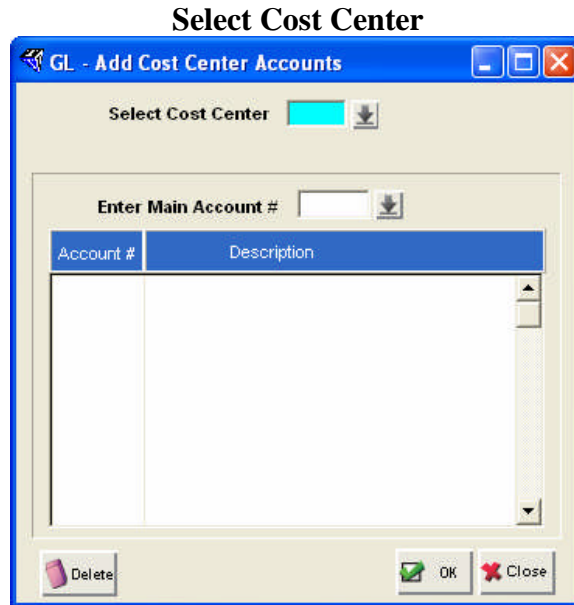 Select Cost Center
GL - Add Cost Center Accounts
Select Cost Center
Enter Main Account #
Account # Description
Delete OK Close